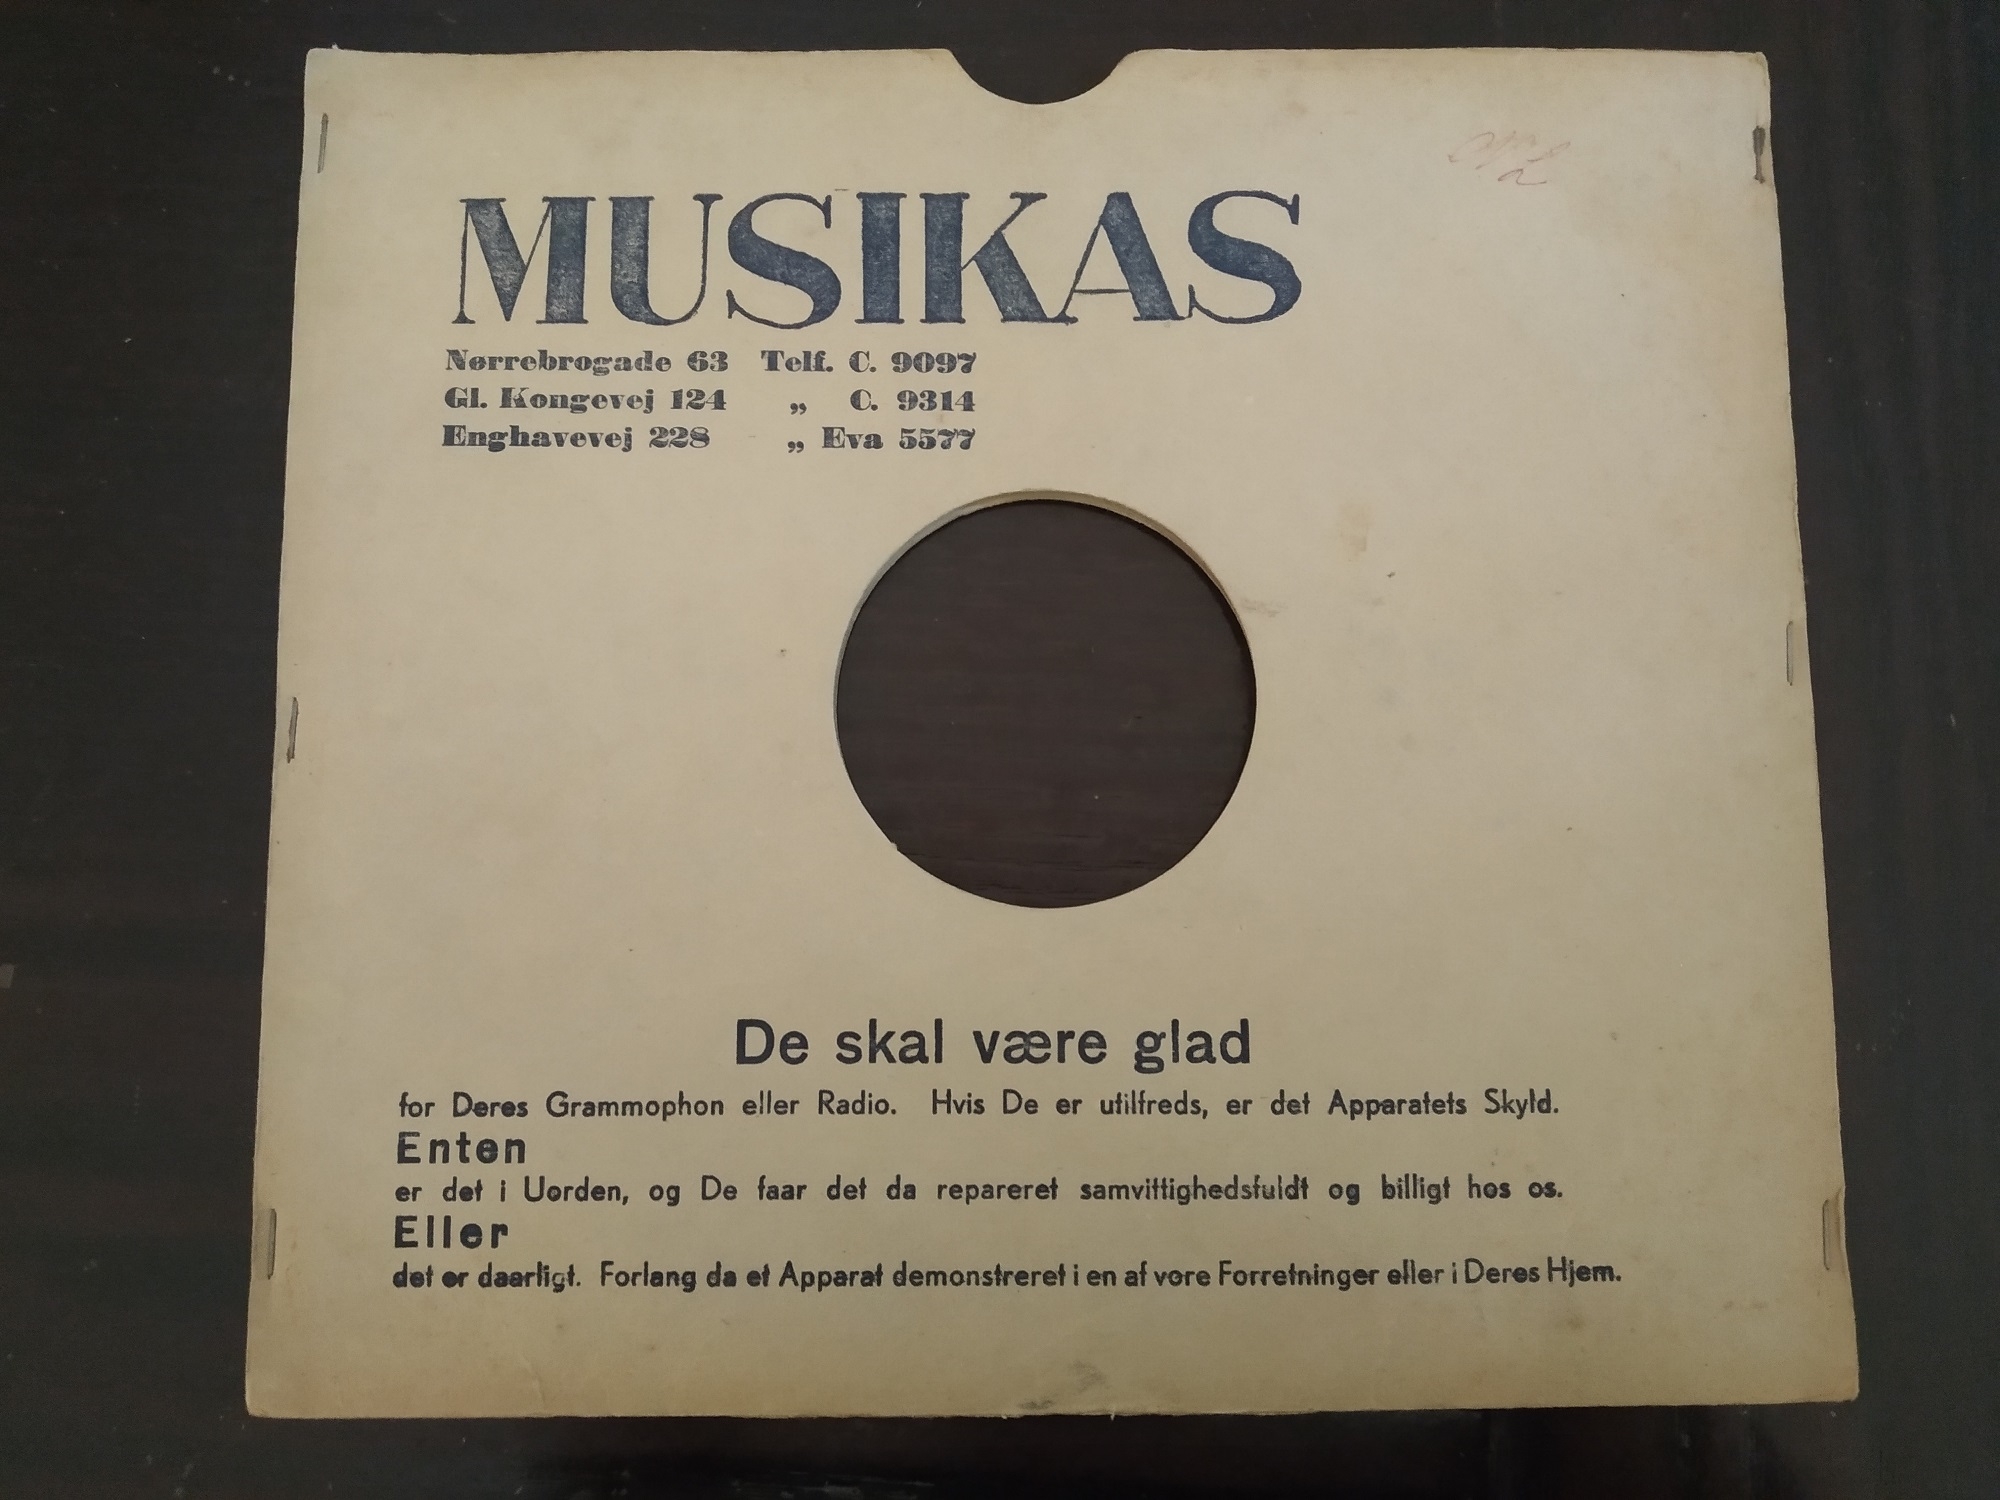 MUSIKAS
Nørrebrogade 63 Telf. C. 9097
Gl. Kongevej 124 „ C. 9314
Enghavevej 228 „ Eva 5577
De skal være glad
for Deres Grammophon eller Radio. Hvis De er utilfreds, er det Apparatets Skyld.
Enten
er det i Uorden, og De faar det da repareret samvittighedsfuldt og billigt hos os.
Eller
det er daarligt. Forlang da et Apparat demonstreret i en af vore Forretninger eller i Deres Hjem.